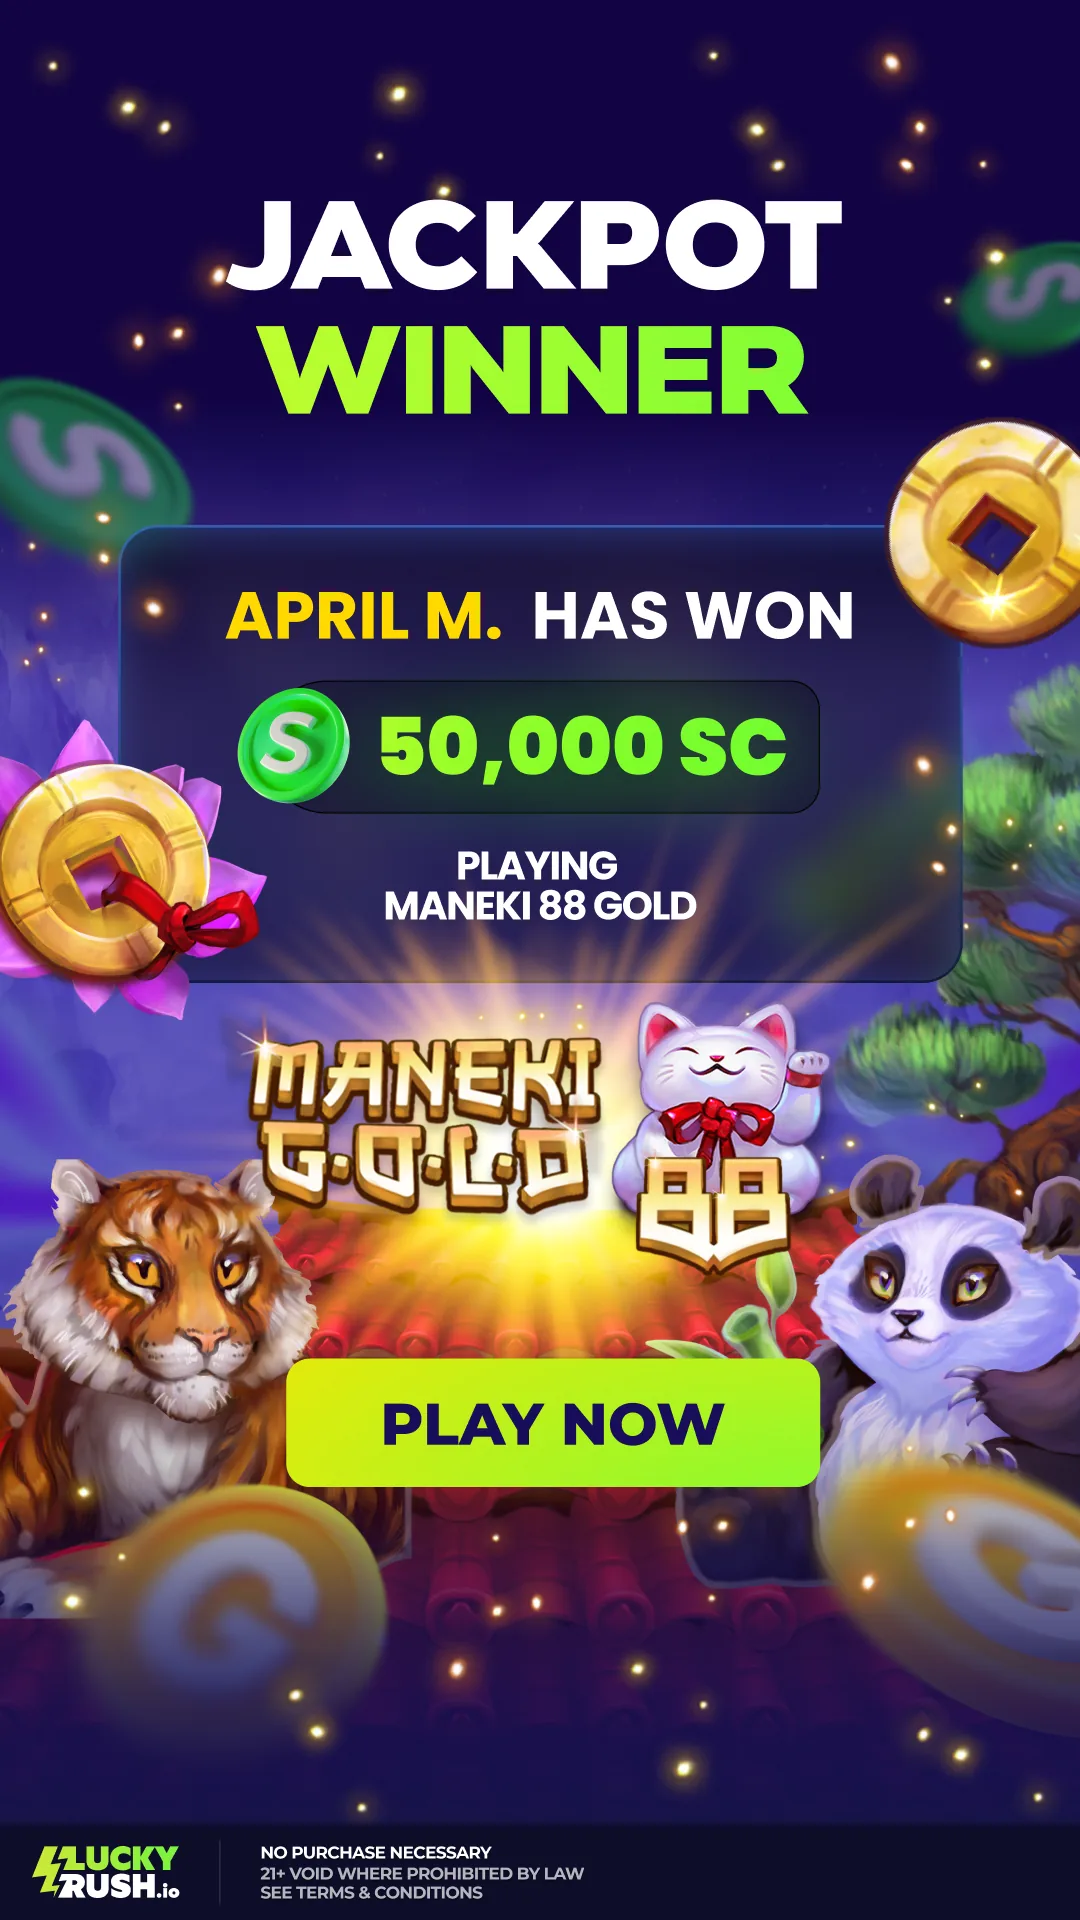 JACKPOT
WINNER
APRIL M. HAS WON
S 50,000 SC
PLAYING
MANEKI 88 GOLD
MANEKI
G·O·L·D
88
PLAY NOW
LUCKY
RUSH.io
NO PURCHASE NECESSARY
21+ VOID WHERE PROHIBITED BY LAW
SEE TERMS & CONDITIONS